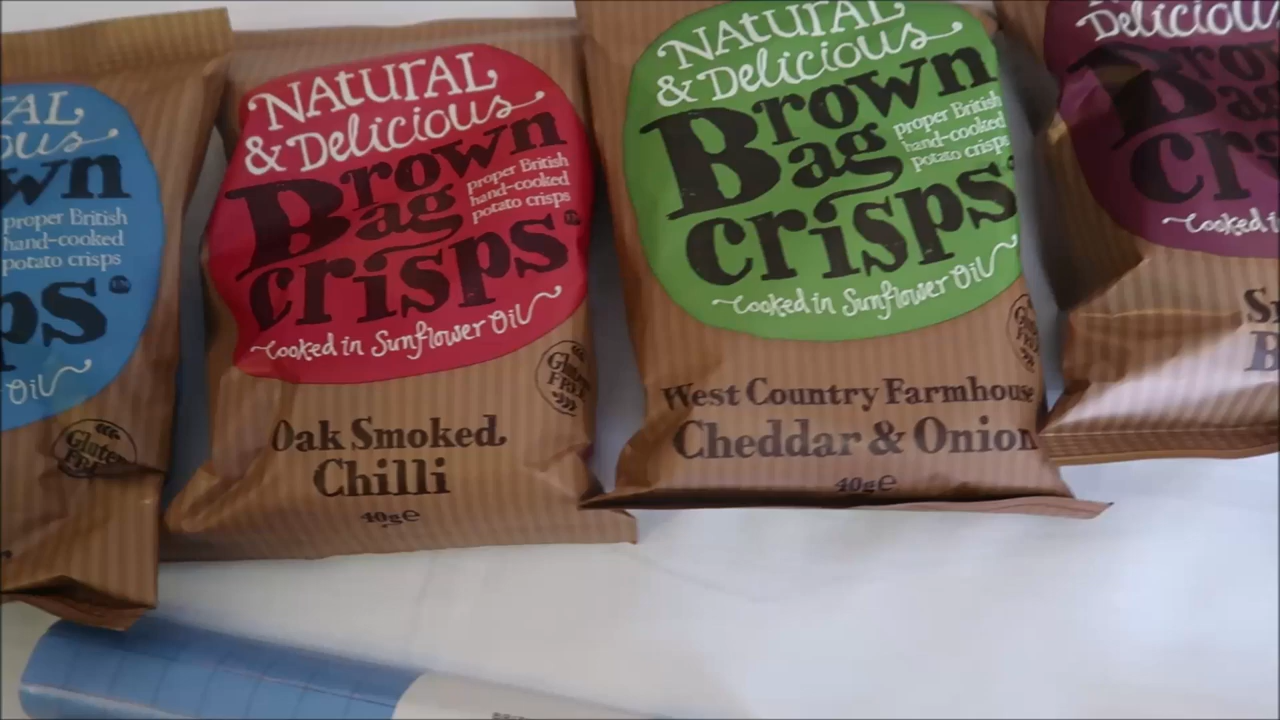 proper British
hand-cooked
potato crisps
Oil
Gluten
NATURAL
& Delicious
Brown
Bag
proper British
hand-cooked
potato crisps
crisps
Cooked in Sunflower Oil
Gluten
FREE
Oak Smoked
Chilli
40g e
NATURAL
& Delicious
Brown
Bag
proper British
hand-cooked
potato crisps
crisps
Cooked in Sunflower Oil
West Country Farmhouse
Cheddar & Onion
40g e
Delicious
Cooked